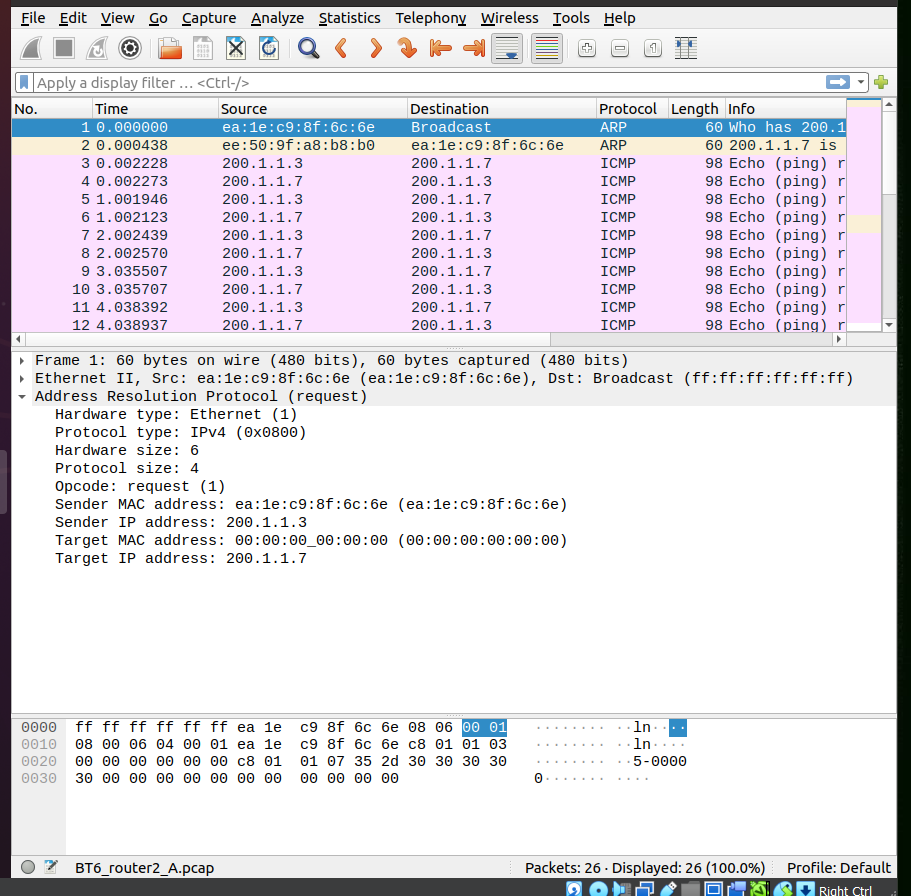 File Edit View Go Capture Analyze Statistics Telephony Wireless Tools Help
Apply a display filter … <Ctrl-/>
No. Time Source Destination Protocol Length Info
1 0.000000 ea:1e:c9:8f:6c:6e Broadcast ARP 60 Who has 200.1
2 0.000438 ee:50:9f:a8:b8:b0 ea:1e:c9:8f:6c:6e ARP 60 200.1.1.7 is
3 0.002228 200.1.1.3 200.1.1.7 ICMP 98 Echo (ping) r
4 0.002273 200.1.1.7 200.1.1.3 ICMP 98 Echo (ping) r
5 1.001946 200.1.1.3 200.1.1.7 ICMP 98 Echo (ping) r
6 1.002123 200.1.1.7 200.1.1.3 ICMP 98 Echo (ping) r
7 2.002439 200.1.1.3 200.1.1.7 ICMP 98 Echo (ping) r
8 2.002570 200.1.1.7 200.1.1.3 ICMP 98 Echo (ping) r
9 3.035507 200.1.1.3 200.1.1.7 ICMP 98 Echo (ping) r
10 3.035707 200.1.1.7 200.1.1.3 ICMP 98 Echo (ping) r
11 4.038392 200.1.1.3 200.1.1.7 ICMP 98 Echo (ping) r
12 4.038937 200.1.1.7 200.1.1.3 ICMP 98 Echo (ping) r
Frame 1: 60 bytes on wire (480 bits), 60 bytes captured (480 bits)
Ethernet II, Src: ea:1e:c9:8f:6c:6e (ea:1e:c9:8f:6c:6e), Dst: Broadcast (ff:ff:ff:ff:ff:ff)
Address Resolution Protocol (request)
Hardware type: Ethernet (1)
Protocol type: IPv4 (0x0800)
Hardware size: 6
Protocol size: 4
Opcode: request (1)
Sender MAC address: ea:1e:c9:8f:6c:6e (ea:1e:c9:8f:6c:6e)
Sender IP address: 200.1.1.3
Target MAC address: 00:00:00_00:00:00 (00:00:00:00:00:00)
Target IP address: 200.1.1.7
0000 ff ff ff ff ff ff ea 1e c9 8f 6c 6e 08 06 00 01 ········ ··ln····
0010 08 00 06 04 00 01 ea 1e c9 8f 6c 6e c8 01 01 03 ········ ··ln····
0020 00 00 00 00 00 00 c8 01 01 07 35 2d 30 30 30 30 ········ ··5-0000
0030 30 00 00 00 00 00 00 00 00 00 00 00 0······· ····
BT6_router2_A.pcap Packets: 26 · Displayed: 26 (100.0%) Profile: Default
Right Ctrl